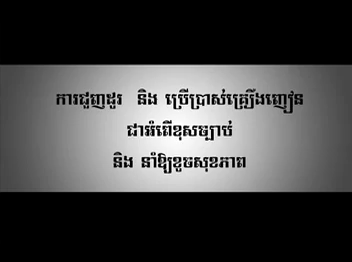 ការជួញដូរ និង ប្រើប្រាស់គ្រឿងញៀន
ជាអំពើខុសច្បាប់
និង នាំឱ្យខូចសុខភាព